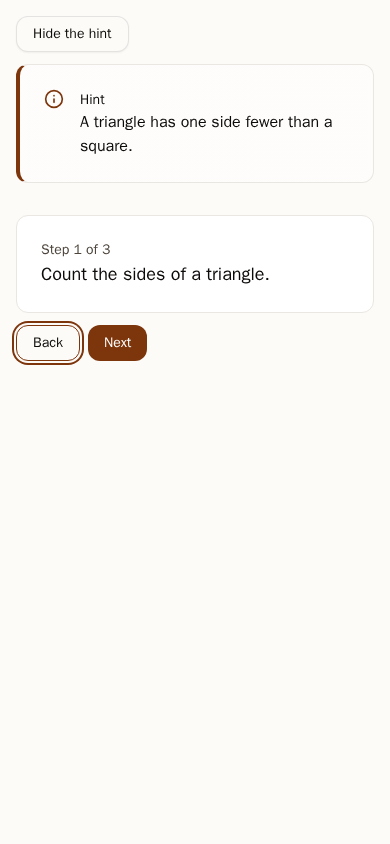 Hide the hint
Hint
A triangle has one side fewer than a
square.
Step 1 of 3
Count the sides of a triangle.
Back Next